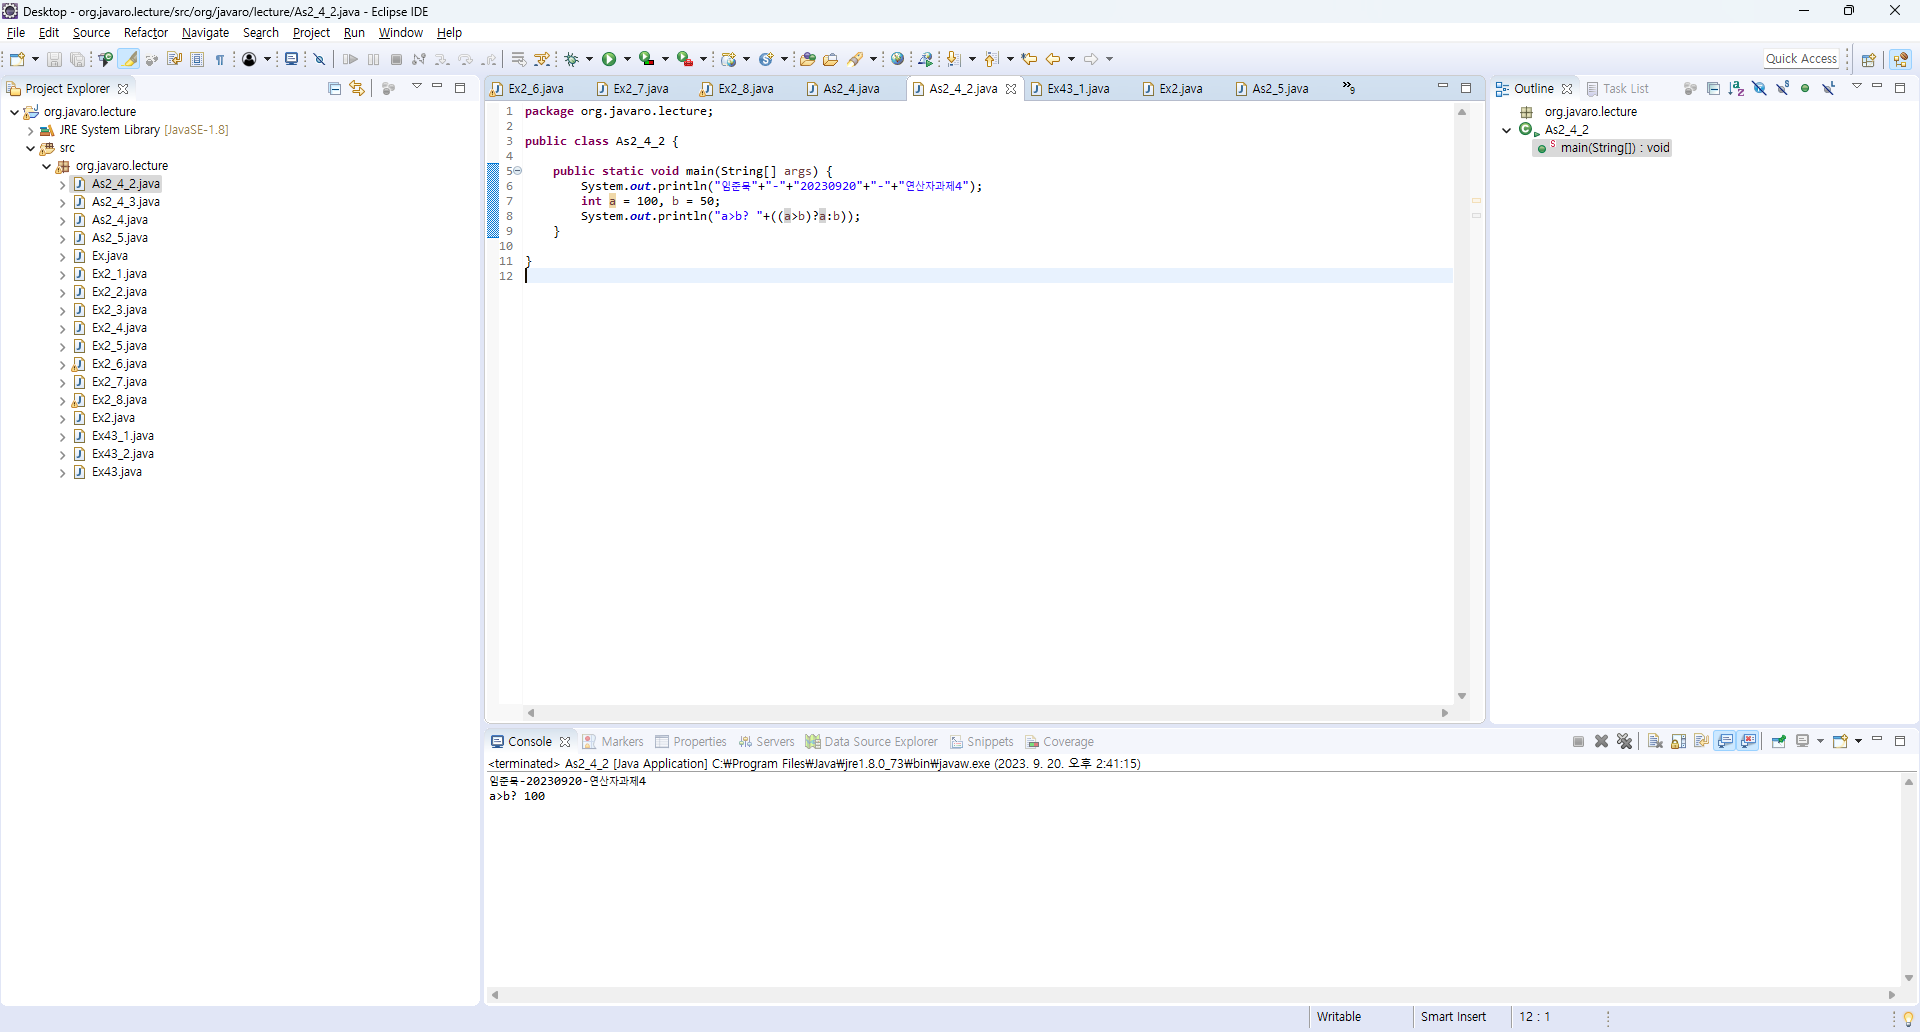 Desktop - org.javaro.lecture/src/org/javaro/lecture/As2_4_2.java - Eclipse IDE
File Edit Source Refactor Navigate Search Project Run Window Help
Quick Access
Project Explorer
org.javaro.lecture
JRE System Library [JavaSE-1.8]
src
org.javaro.lecture
As2_4_2.java
As2_4_3.java
As2_4.java
As2_5.java
Ex.java
Ex2_1.java
Ex2_2.java
Ex2_3.java
Ex2_4.java
Ex2_5.java
Ex2_6.java
Ex2_7.java
Ex2_8.java
Ex2.java
Ex43_1.java
Ex43_2.java
Ex43.java
Ex2_6.java Ex2_7.java Ex2_8.java As2_4.java As2_4_2.java Ex43_1.java Ex2.java As2_5.java »9
1 package org.javaro.lecture;
2
3 public class As2_4_2 {
4
5 public static void main(String[] args) {
6 System.out.println("임준묵"+"-"+"20230920"+"-"+"연산자과제4");
7 int a = 100, b = 50;
8 System.out.println("a>b? "+((a>b)?a:b));
9 }
10
11 }
12
Outline Task List
org.javaro.lecture
As2_4_2
main(String[]) : void
Console Markers Properties Servers Data Source Explorer Snippets Coverage
<terminated> As2_4_2 [Java Application] C:₩Program Files₩Java₩jre1.8.0_73₩bin₩javaw.exe (2023. 9. 20. 오후 2:41:15)
임준묵-20230920-연산자과제4
a>b? 100
Writable Smart Insert 12 : 1